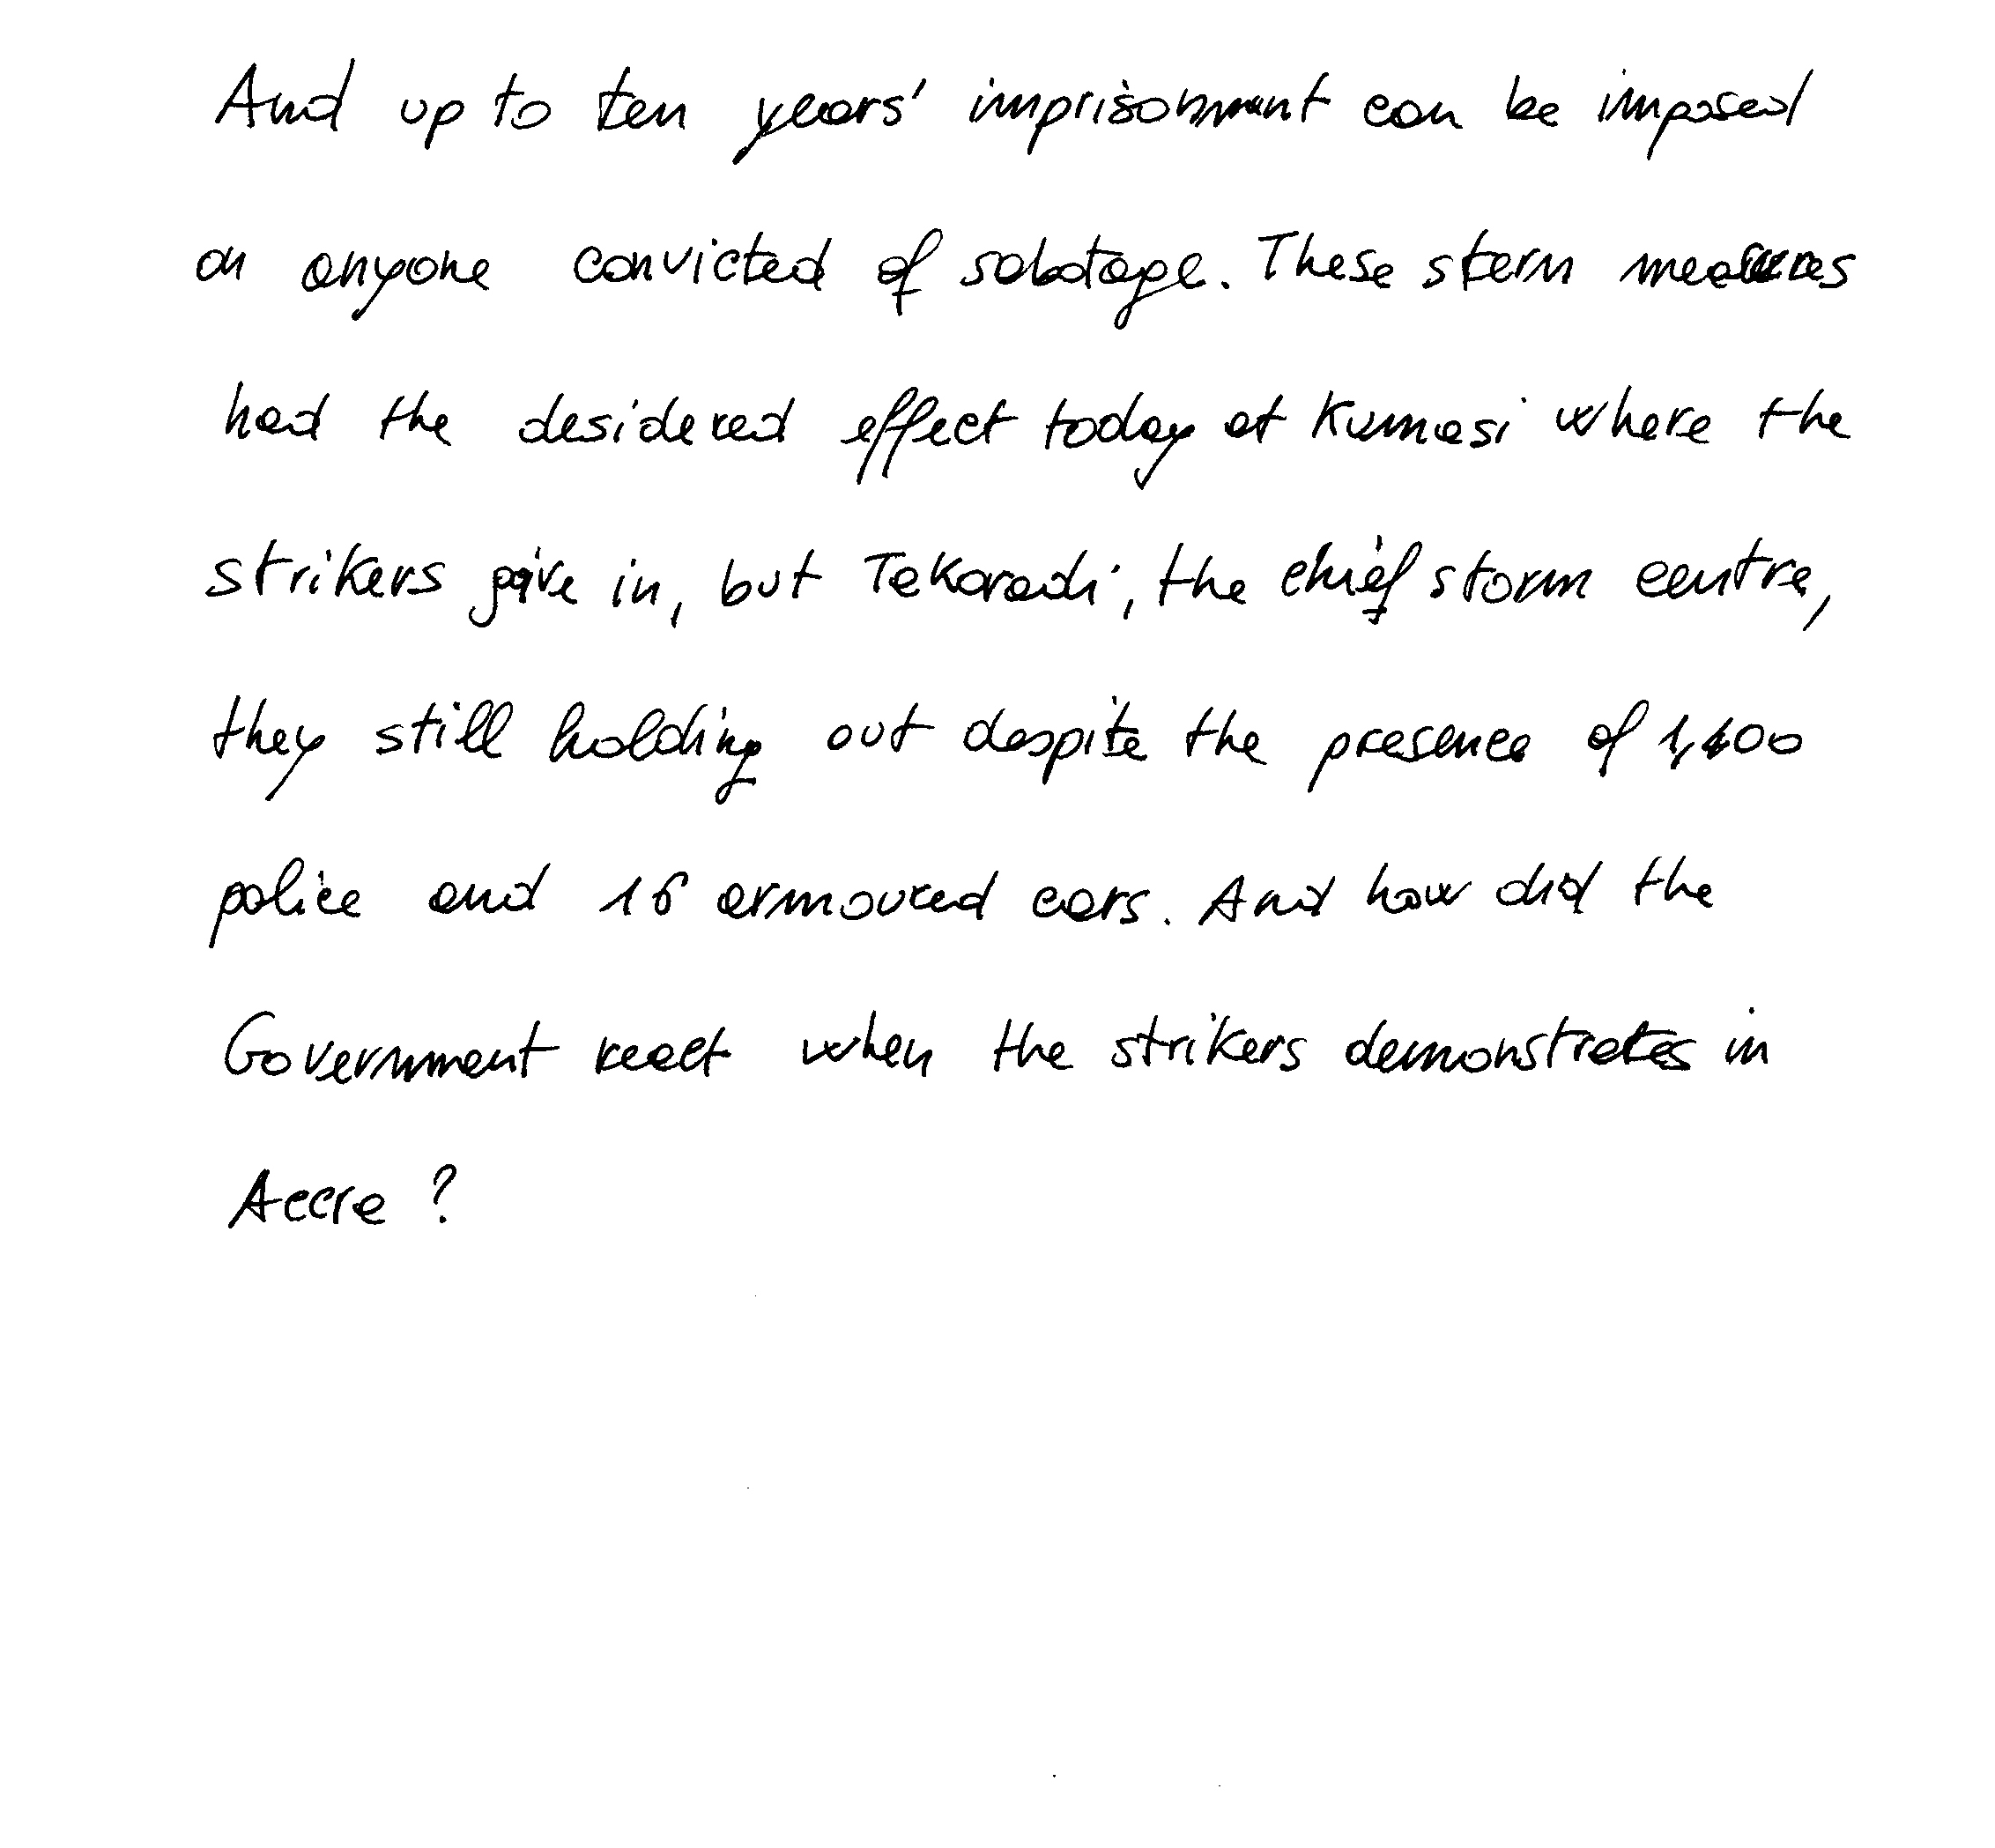 And up to ten years' imprisonment can be imposed
on anyone convicted of sabotage. These stern measures
had the desidered effect today at Kumasi where the
strikers give in, but Takoradi, the chief storm centre,
they still holding out despite the presence of 1,400
police and 16 armoured cars. And how did the
Government react when the strikers demonstrates in
Accra ?